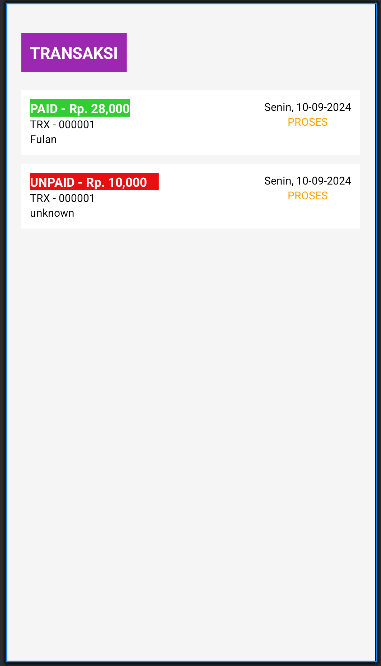 TRANSAKSI
PAID - Rp. 28,000
Senin, 10-09-2024
TRX - 000001
PROSES
Fulan
UNPAID - Rp. 10,000
Senin, 10-09-2024
TRX - 000001
PROSES
unknown